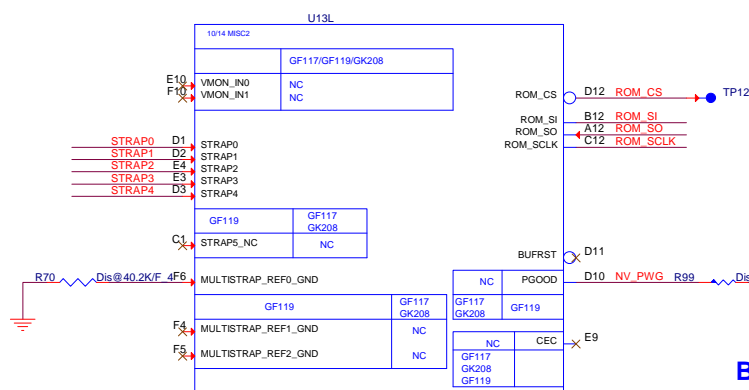 U13L
10/14 MISC2
GF117/GF119/GK208
E10 VMON_IN0 NC
F10 VMON_IN1 NC
ROM_CS D12 ROM_CS TP12
ROM_SI B12 ROM_SI
ROM_SO A12 ROM_SO
ROM_SCLK C12 ROM_SCLK
STRAP0 D1 STRAP0
STRAP1 D2 STRAP1
STRAP2 E4 STRAP2
STRAP3 E3 STRAP3
STRAP4 D3 STRAP4
GF119 GF117
GK208
C1 STRAP5_NC NC
BUFRST D11
R70 Dis@40.2K/F_4 F6 MULTISTRAP_REF0_GND
NC PGOOD D10 NV_PWG R99 Dis
GF119 GF117
GK208
GF117
GK208 GF119
F4 MULTISTRAP_REF1_GND NC
F5 MULTISTRAP_REF2_GND NC
NC CEC E9
GF117
GK208
GF119